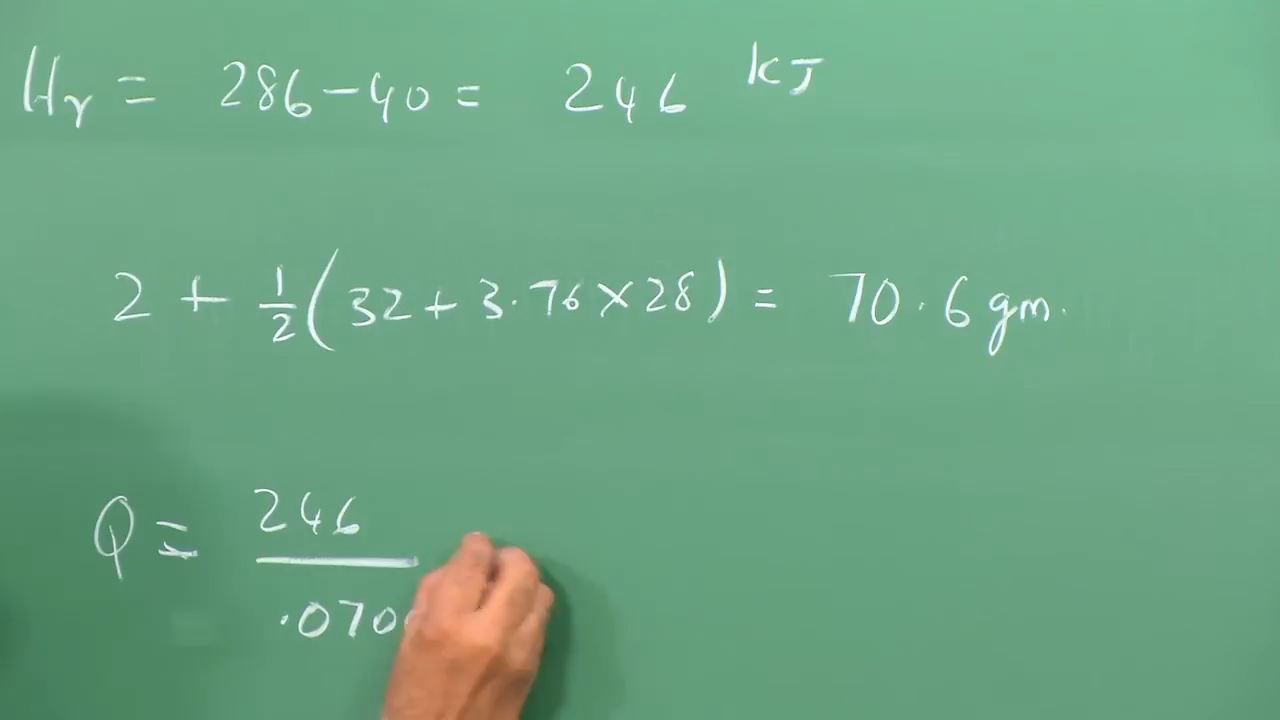 Hr = 286-40 = 246 KJ
2 + 1/2 (32+3.76×28) = 70.6 gm.
Q = 246 / .070